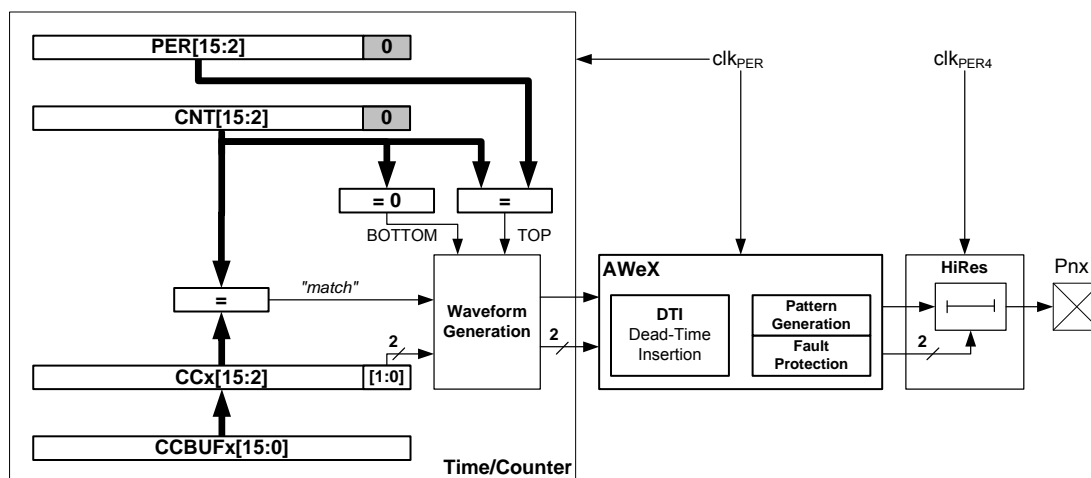 PER[15:2] 0
clkPER
clkPER4
CNT[15:2] 0
= 0
=
BOTTOM
TOP
=
"match"
Waveform
Generation
2
2
CCx[15:2] [1:0]
CCBUFx[15:0]
Time/Counter
AWeX
DTI
Dead-Time
Insertion
Pattern
Generation
Fault
Protection
2
HiRes
Pnx